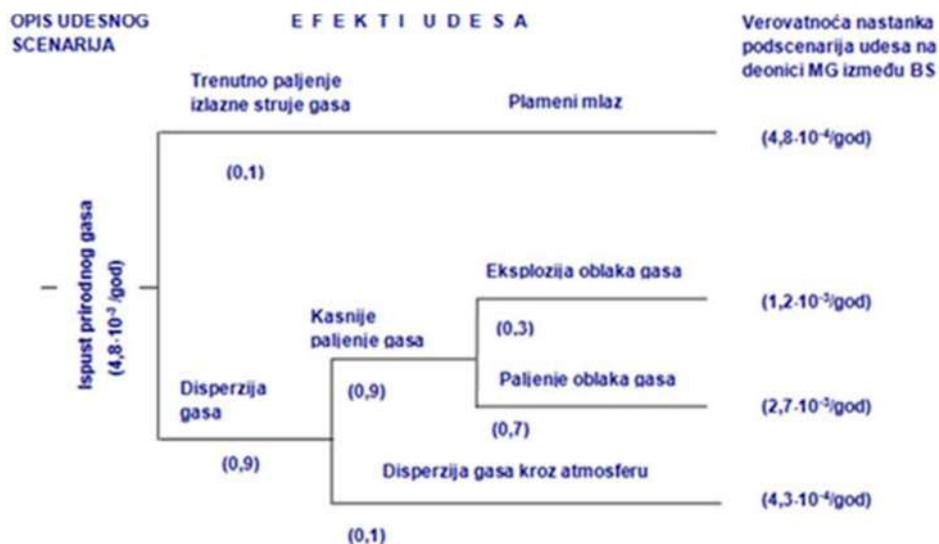 OPIS UDESNOG
SCENARIJA
E F E K T I U D E S A
Verovatnoća nastanka
podscenarija udesa na
deonici MG između BS
Trenutno paljenje
izlazne struje gasa
Plameni mlaz
(4,8·10⁻⁴/god)
(0,1)
Ispust prirodnog gasa
(4,8·10⁻³/god)
Eksplozija oblaka gasa
(1,2·10⁻³/god)
Kasnije
paljenje gasa
(0,3)
Paljenje oblaka gasa
Disperzija
gasa
(0,9)
(2,7·10⁻³/god)
(0,7)
(0,9)
Disperzija gasa kroz atmosferu
(4,3·10⁻⁴/god)
(0,1)